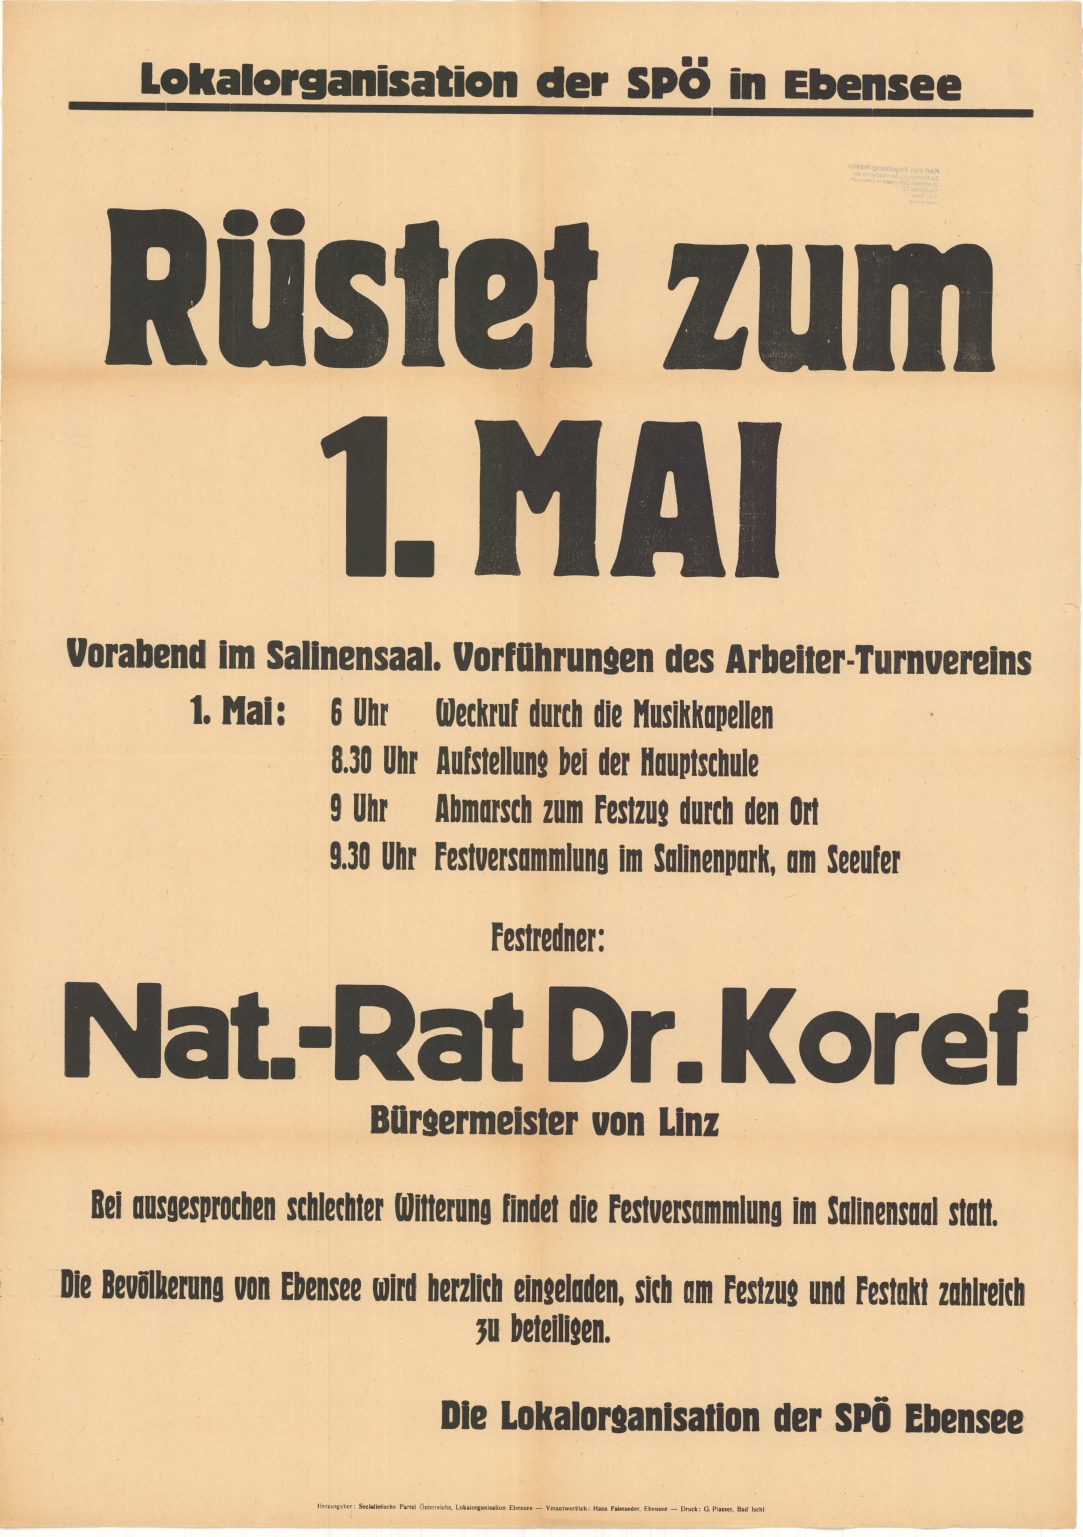 Lokalorganisation der SPÖ in Ebensee
Rüstet zum
1. MAI
Vorabend im Salinensaal. Vorführungen des Arbeiter-Turnvereins
1. Mai: 6 Uhr Weckruf durch die Musikkapellen
8.30 Uhr Aufstellung bei der Hauptschule
9 Uhr Abmarsch zum Festzug durch den Ort
9.30 Uhr Festversammlung im Salinenpark, am Seeufer
Festredner:
Nat.-Rat Dr. Koref
Bürgermeister von Linz
Bei ausgesprochen schlechter Witterung findet die Festversammlung im Salinensaal statt.
Die Bevölkerung von Ebensee wird herzlich eingeladen, sich am Festzug und Festakt zahlreich
zu beteiligen.
Die Lokalorganisation der SPÖ Ebensee
Herausgeber: Sozialistische Partei Österreichs, Lokalorganisation Ebensee — Verantwortlich: Hans Ebensee — Druck: G. Plasser, Bad Ischl